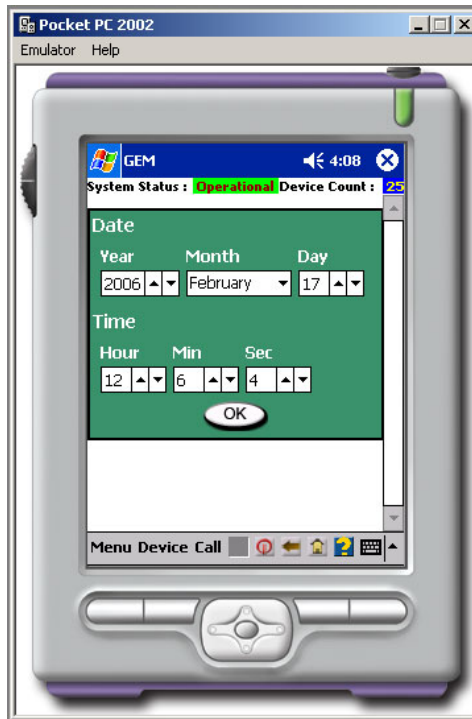 Pocket PC 2002
Emulator Help
GEM 4:08
System Status : Operational Device Count : 25
Date
Year Month Day
2006 February 17
Time
Hour Min Sec
12 6 4
OK
Menu Device Call